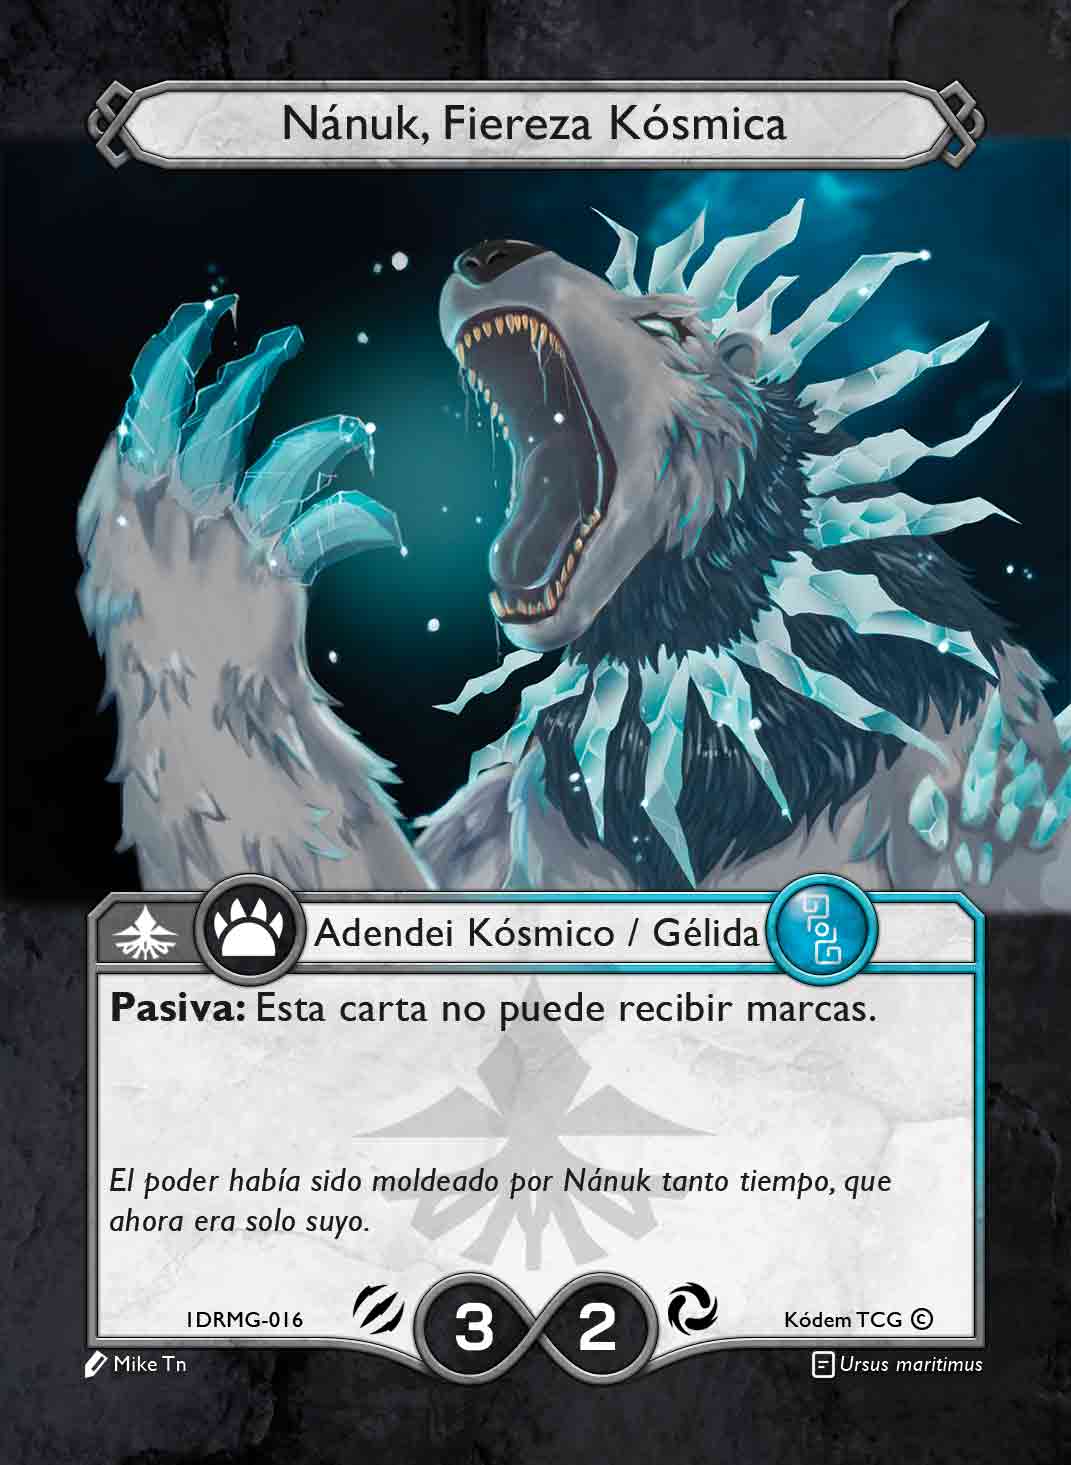 Nánuk, Fiereza Kósmica
Adendei Kósmico / Gélida
Pasiva: Esta carta no puede recibir marcas.
El poder había sido moldeado por Nánuk tanto tiempo, que
ahora era solo suyo.
1DRMG-016
3
2
Kódem TCG ©
Mike Tn
Ursus maritimus